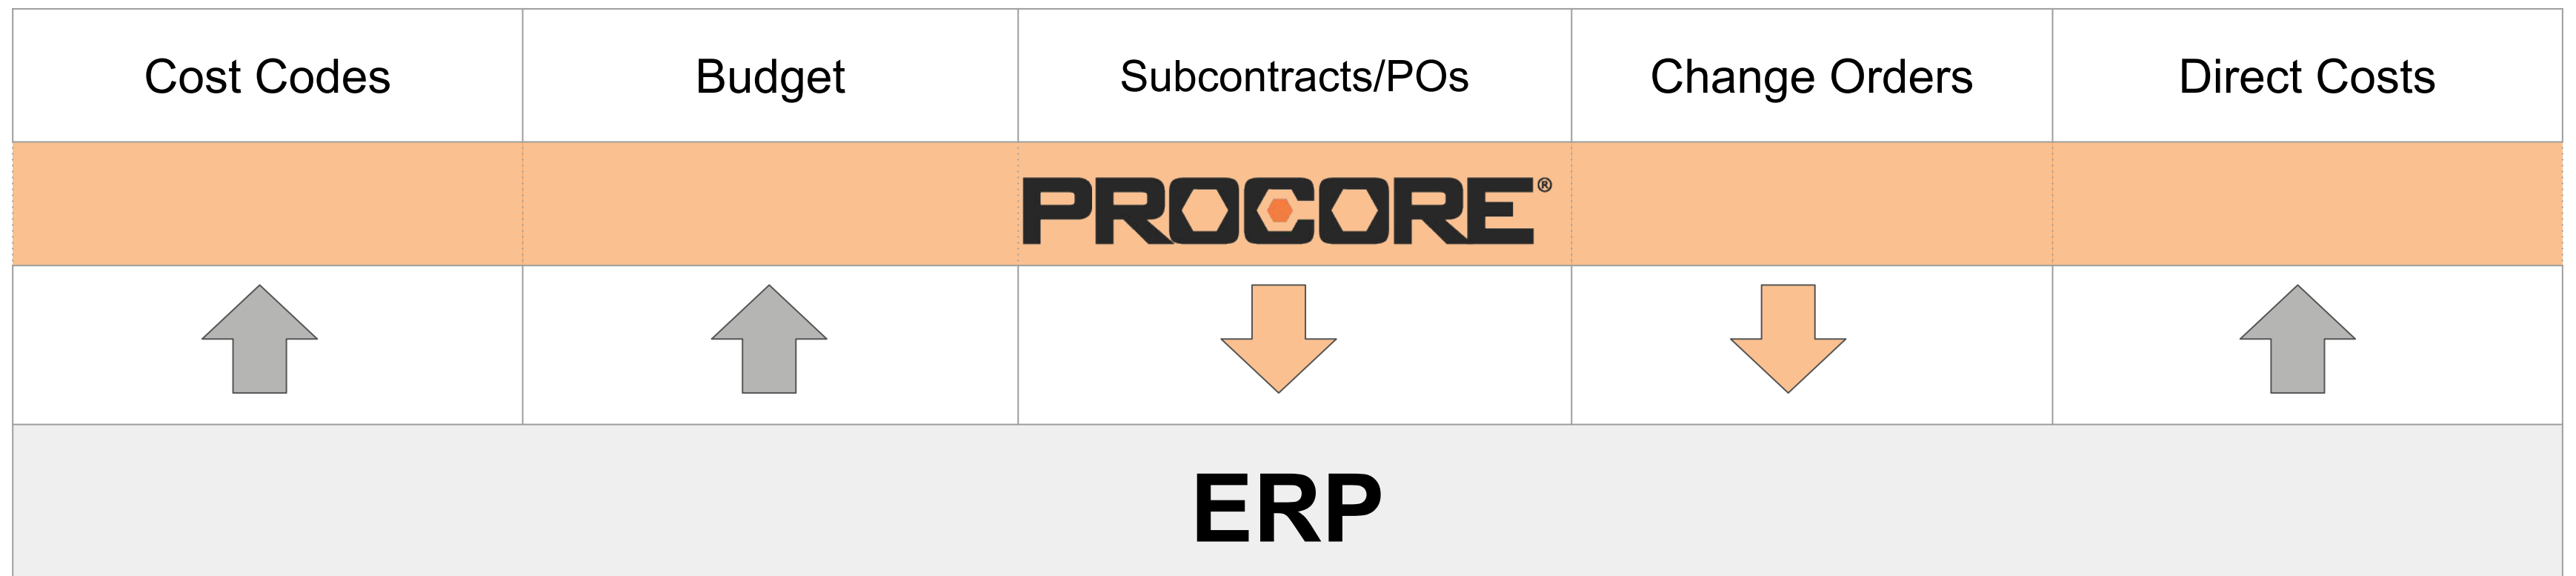 Cost Codes
Budget
Subcontracts/POs
Change Orders
Direct Costs
PROCORE®
ERP